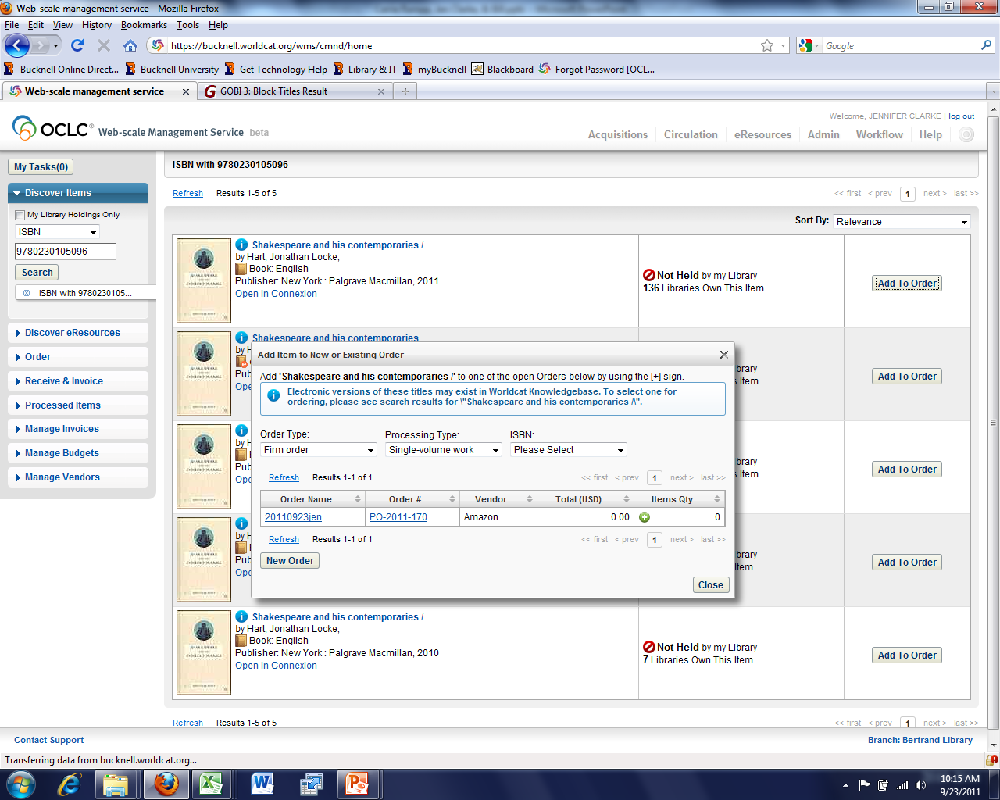 Web-scale management service - Mozilla Firefox
File Edit View History Bookmarks Tools Help
https://bucknell.worldcat.org/wms/cmnd/home
Google
Bucknell Online Direct... Bucknell University Get Technology Help Library & IT myBucknell Blackboard Forgot Password [OCL...
Web-scale management service GOBI 3: Block Titles Result
Welcome, JENNIFER CLARKE | log out
OCLC® Web-scale Management Service beta
Acquisitions Circulation eResources Admin Workflow Help
My Tasks(0)
Discover Items
My Library Holdings Only
ISBN
9780230105096
Search
ISBN with 9780230105...
Discover eResources
Order
Receive & Invoice
Processed Items
Manage Invoices
Manage Budgets
Manage Vendors
ISBN with 9780230105096
Refresh Results 1-5 of 5 << first < prev 1 next > last >>
Sort By: Relevance
Shakespeare and his contemporaries /
by Hart, Jonathan Locke,
Book: English
Publisher: New York : Palgrave Macmillan, 2011
Open in Connexion
Not Held by my Library
136 Libraries Own This Item
Add To Order
Shakespeare and his contemporaries
by H
Pub
Ope
brary
s Item
Add To Order
by H
Pub
Ope
brary
s Item
Add To Order
by H
Pub
Ope
brary
Item
Add To Order
Add Item to New or Existing Order
Add 'Shakespeare and his contemporaries /' to one of the open Orders below by using the [+] sign.
Electronic versions of these titles may exist in Worldcat Knowledgebase. To select one for
ordering, please see search results for \"Shakespeare and his contemporaries /\".
Order Type: Processing Type: ISBN:
Firm order Single-volume work Please Select
Refresh Results 1-1 of 1 << first < prev 1 next > last >>
Order Name Order # Vendor Total (USD) Items Qty
20110923jen PO-2011-170 Amazon 0.00 0
Refresh Results 1-1 of 1 << first < prev 1 next > last >>
New Order
Close
Shakespeare and his contemporaries /
by Hart, Jonathan Locke,
Book: English
Publisher: New York : Palgrave Macmillan, 2010
Open in Connexion
Not Held by my Library
7 Libraries Own This Item
Add To Order
Refresh Results 1-5 of 5 << first < prev 1 next > last >>
Contact Support Branch: Bertrand Library
Transferring data from bucknell.worldcat.org...
10:15 AM
9/23/2011